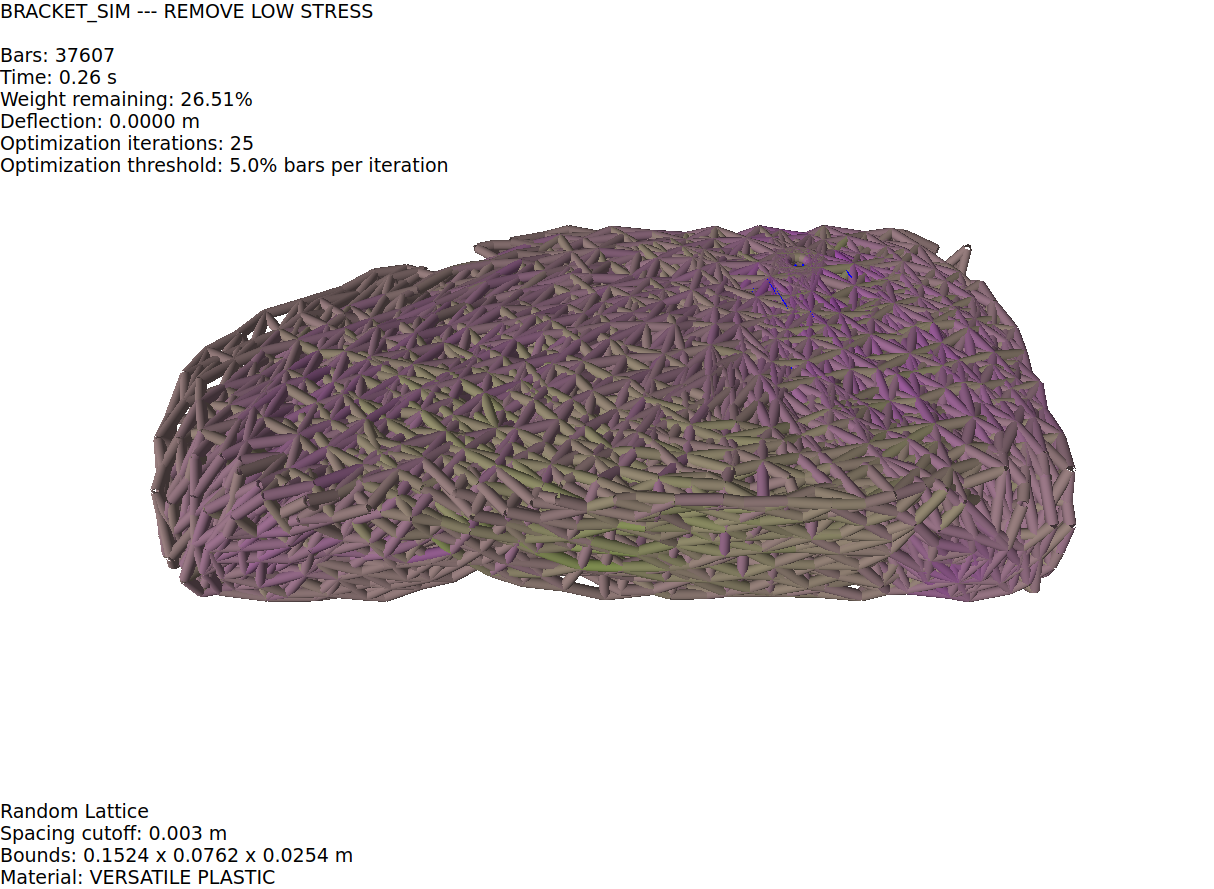 BRACKET_SIM --- REMOVE LOW STRESS
Bars: 37607
Time: 0.26 s
Weight remaining: 26.51%
Deflection: 0.0000 m
Optimization iterations: 25
Optimization threshold: 5.0% bars per iteration
Random Lattice
Spacing cutoff: 0.003 m
Bounds: 0.1524 x 0.0762 x 0.0254 m
Material: VERSATILE PLASTIC